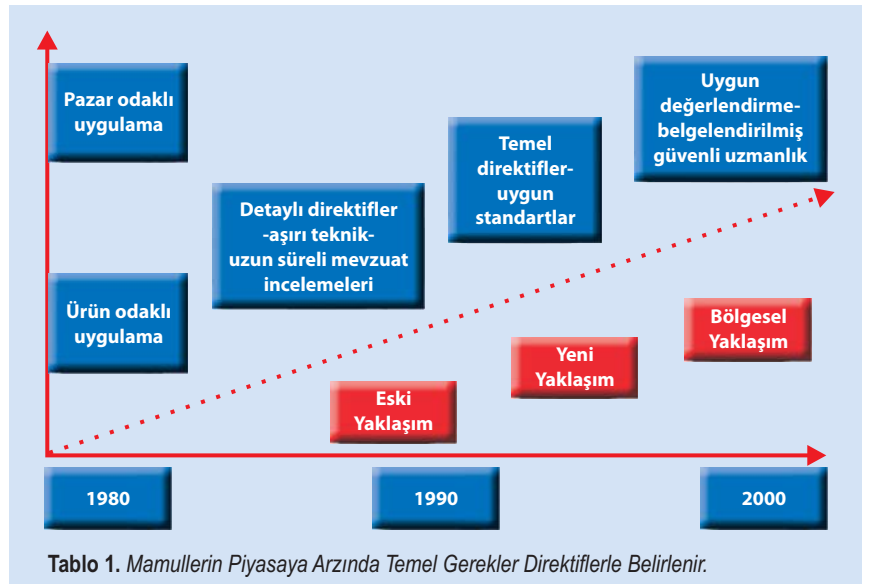 Pazar odaklı
uygulama
Ürün odaklı
uygulama
Detaylı direktifler
-aşırı teknik-
uzun süreli mevzuat
incelemeleri
Temel
direktifler-
uygun
standartlar
Uygun
değerlendirme-
belgelendirilmiş
güvenli uzmanlık
Eski
Yaklaşım
Yeni
Yaklaşım
Bölgesel
Yaklaşım
1980
1990
2000
Tablo 1. Mamullerin Piyasaya Arzında Temel Gerekler Direktiflerle Belirlenir.